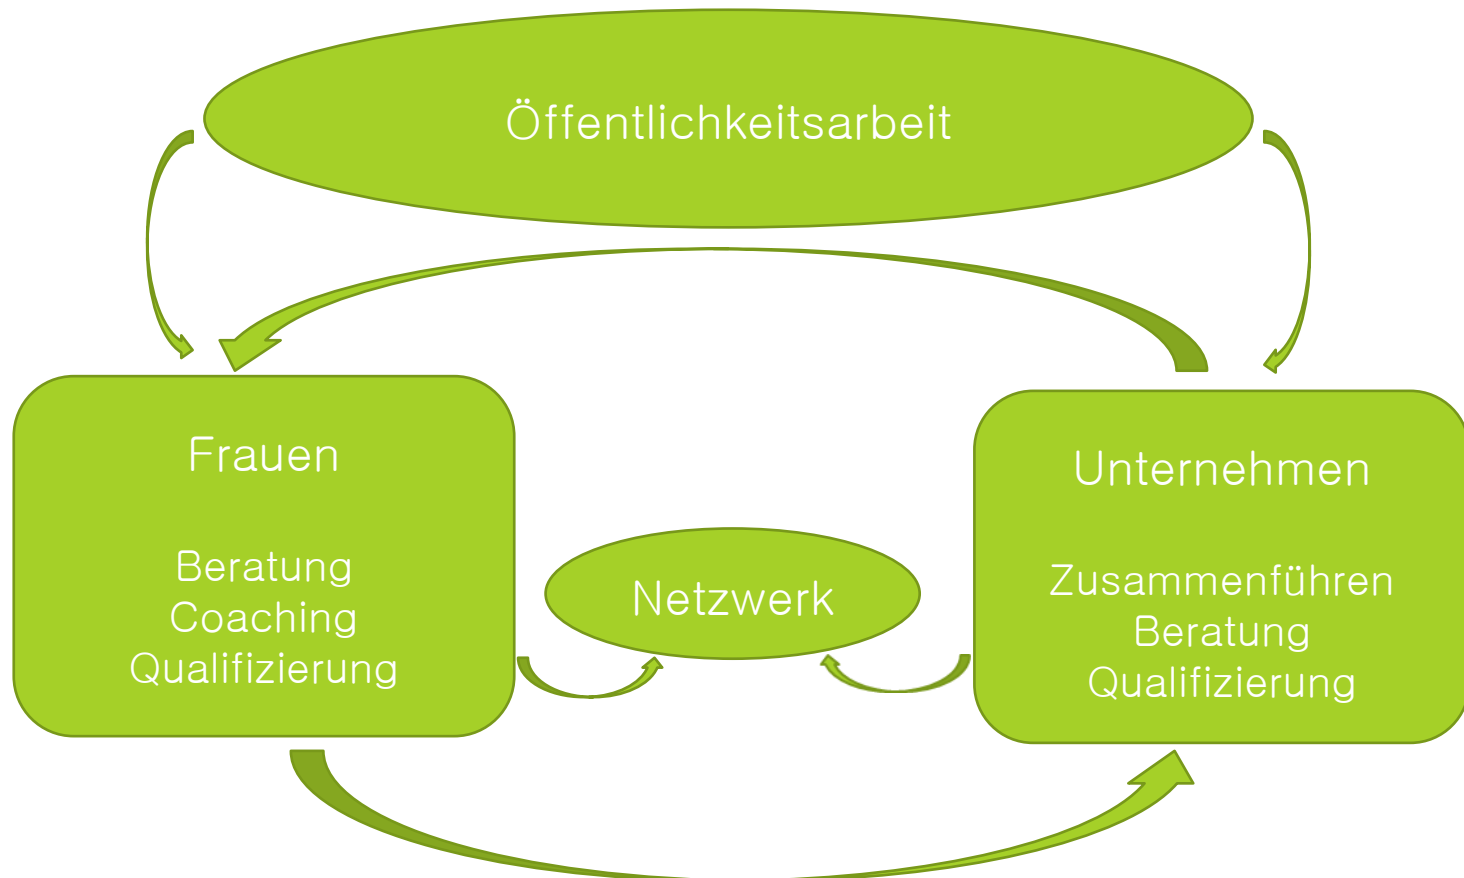 Öffentlichkeitsarbeit
Frauen
Beratung
Coaching
Qualifizierung
Netzwerk
Unternehmen
Zusammenführen
Beratung
Qualifizierung